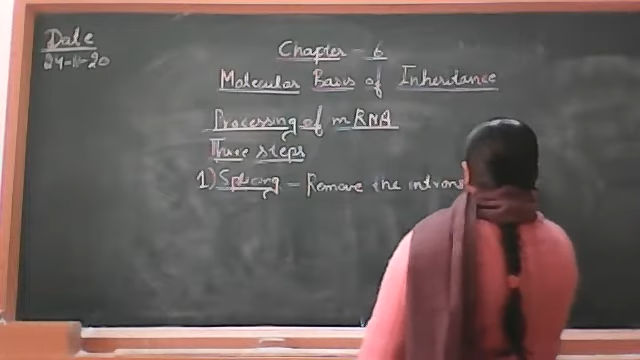 Date
24-11-20
Chapter - 6
Molecular Basis of Inheritance
Processing of mRNA
Three steps
1) Splicing - Remove the introns